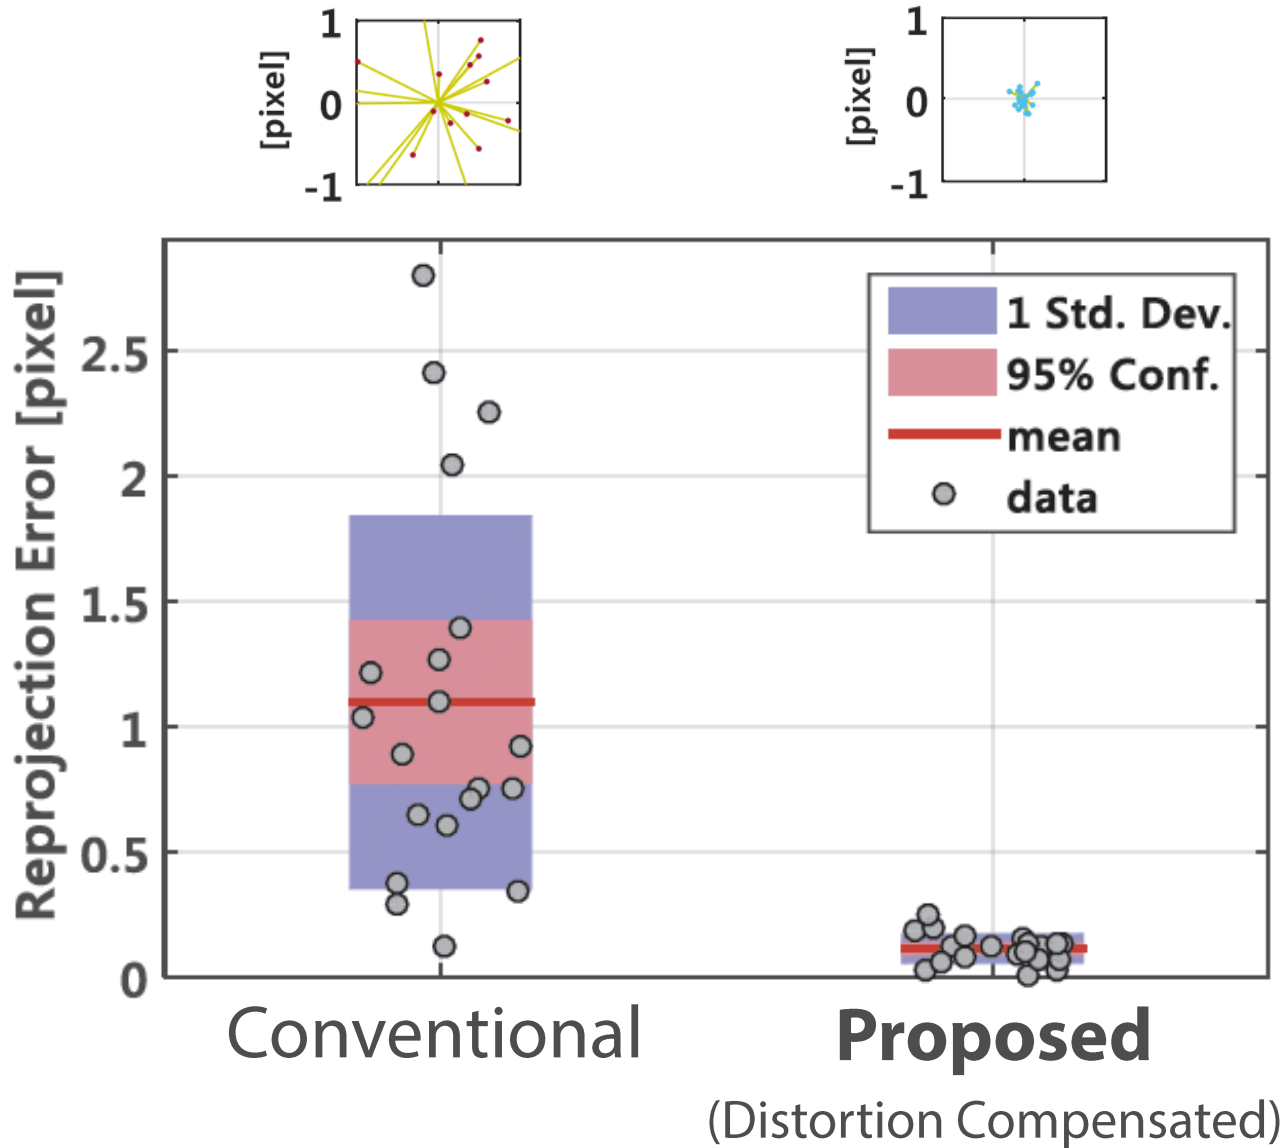 1
0
-1
[pixel]
1
0
-1
[pixel]
Reprojection Error [pixel]
2.5
2
1.5
1
0.5
0
1 Std. Dev.
95% Conf.
mean
data
Conventional
Proposed
(Distortion Compensated)